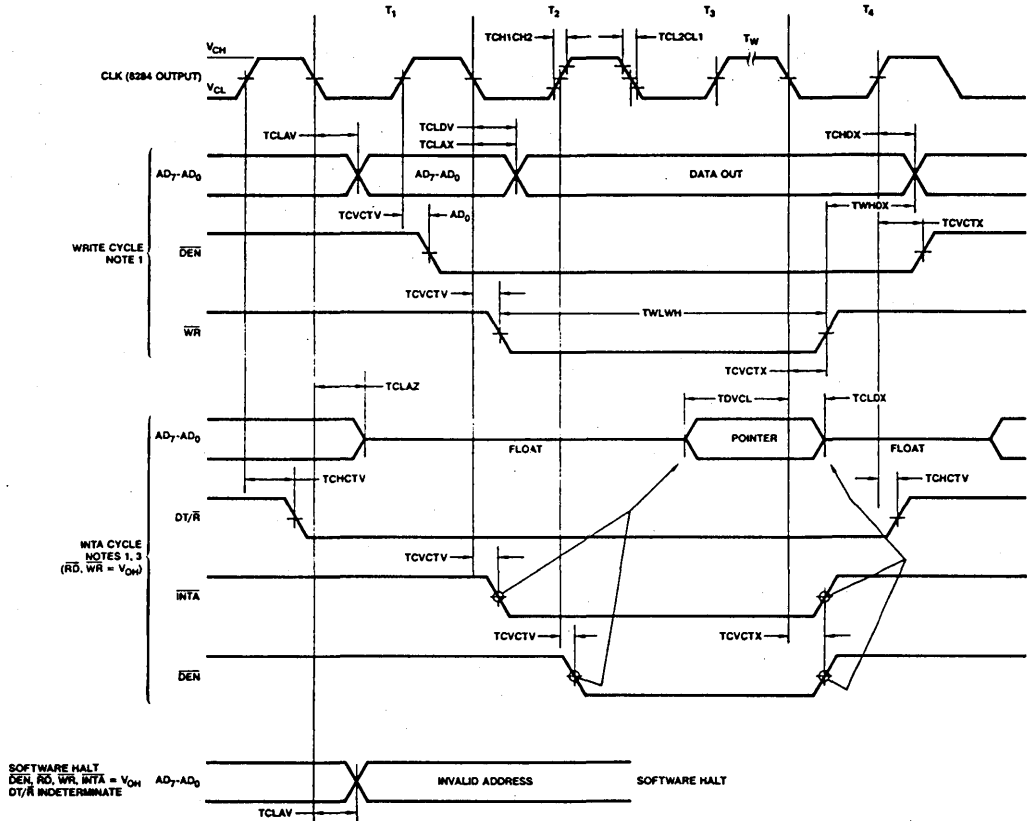 T1 T2 T3 T4
TCH1CH2 TCL2CL1 TW
VCH
CLK (8284 OUTPUT)
VCL
TCLAV TCLDV TCHDX
TCLAX
AD7-AD0 AD7-AD0 DATA OUT
TWHDX
TCVCTV AD0 TCVCTX
WRITE CYCLE
NOTE 1
DEN
TCVCTV
TWLWH
WR
TCVCTX
TCLAZ
TDVCL TCLDX
AD7-AD0 FLOAT POINTER FLOAT
TCHCTV TCHCTV
DT/R
INTA CYCLE
NOTES 1, 3
(RD, WR = VOH)
TCVCTV
INTA
TCVCTV TCVCTX
DEN
SOFTWARE HALT
DEN, RD, WR, INTA = VOH
DT/R INDETERMINATE
AD7-AD0 INVALID ADDRESS SOFTWARE HALT
TCLAV